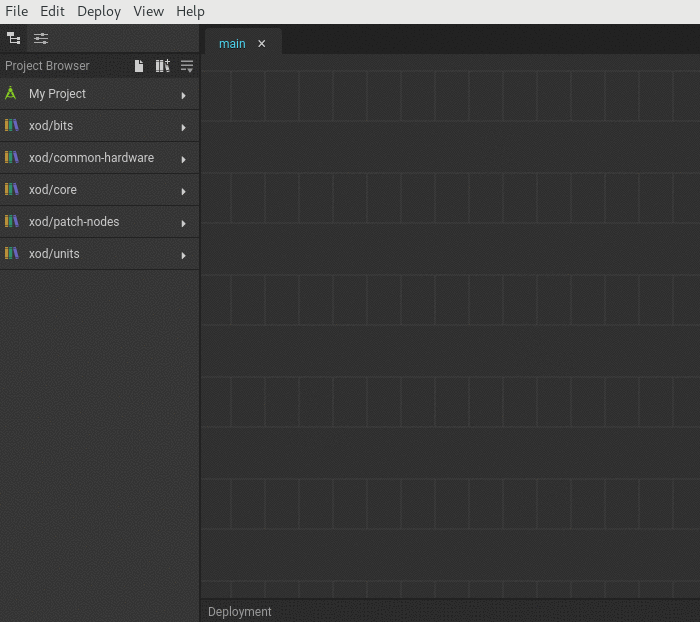 File Edit Deploy View Help
main
Project Browser
My Project
xod/bits
xod/common-hardware
xod/core
xod/patch-nodes
xod/units
Deployment